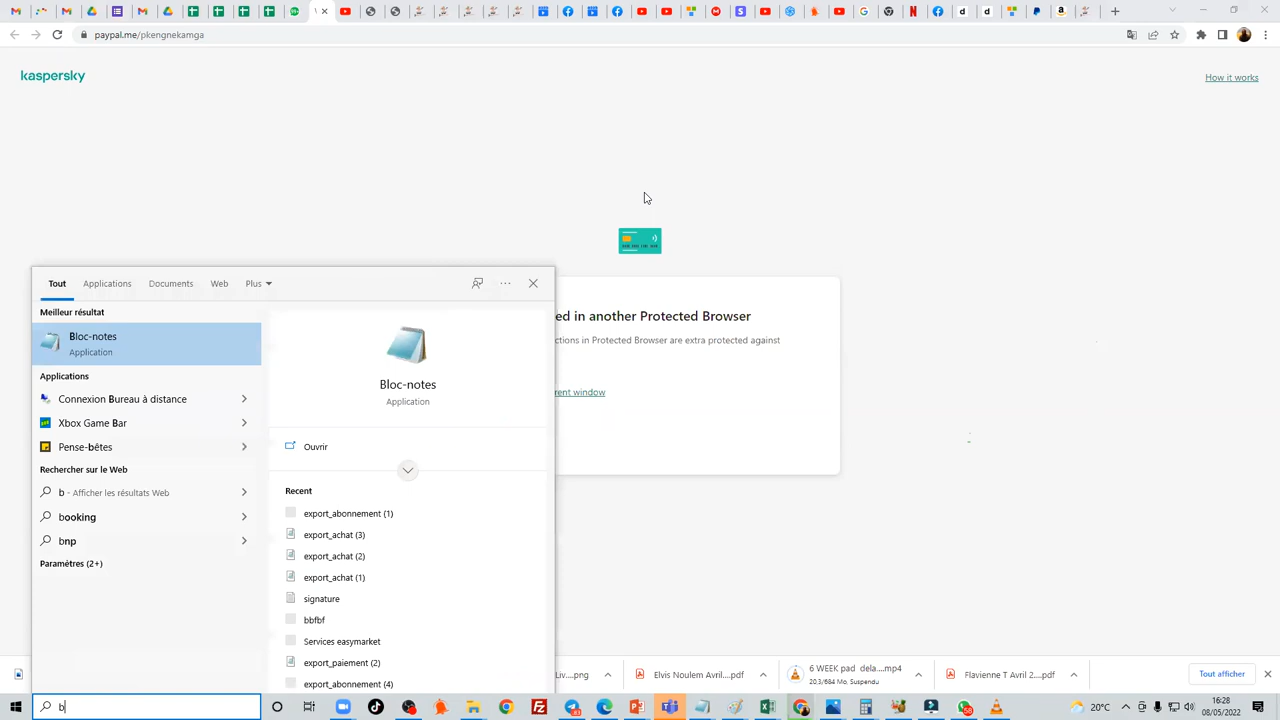 paypal.me/pkengnekamga
kaspersky
How it works
ed in another Protected Browser
ctions in Protected Browser are extra protected against
rent window
Tout Applications Documents Web Plus
Meilleur résultat
Bloc-notes
Application
Applications
Connexion Bureau à distance
Xbox Game Bar
Pense-bêtes
Rechercher sur le Web
b - Afficher les résultats Web
booking
bnp
Paramètres (2+)
Bloc-notes
Application
Ouvrir
Recent
export_abonnement (1)
export_achat (3)
export_achat (2)
export_achat (1)
signature
bbfbf
Services easymarket
export_paiement (2)
export_abonnement (4)
Liv....png
Elvis Noulem Avril....pdf
6 WEEK pad dela....mp4
20,3/684 Mo, Suspendu
Flavienne T Avril 2....pdf
Tout afficher
b
58
20°C
16:28
08/05/2022